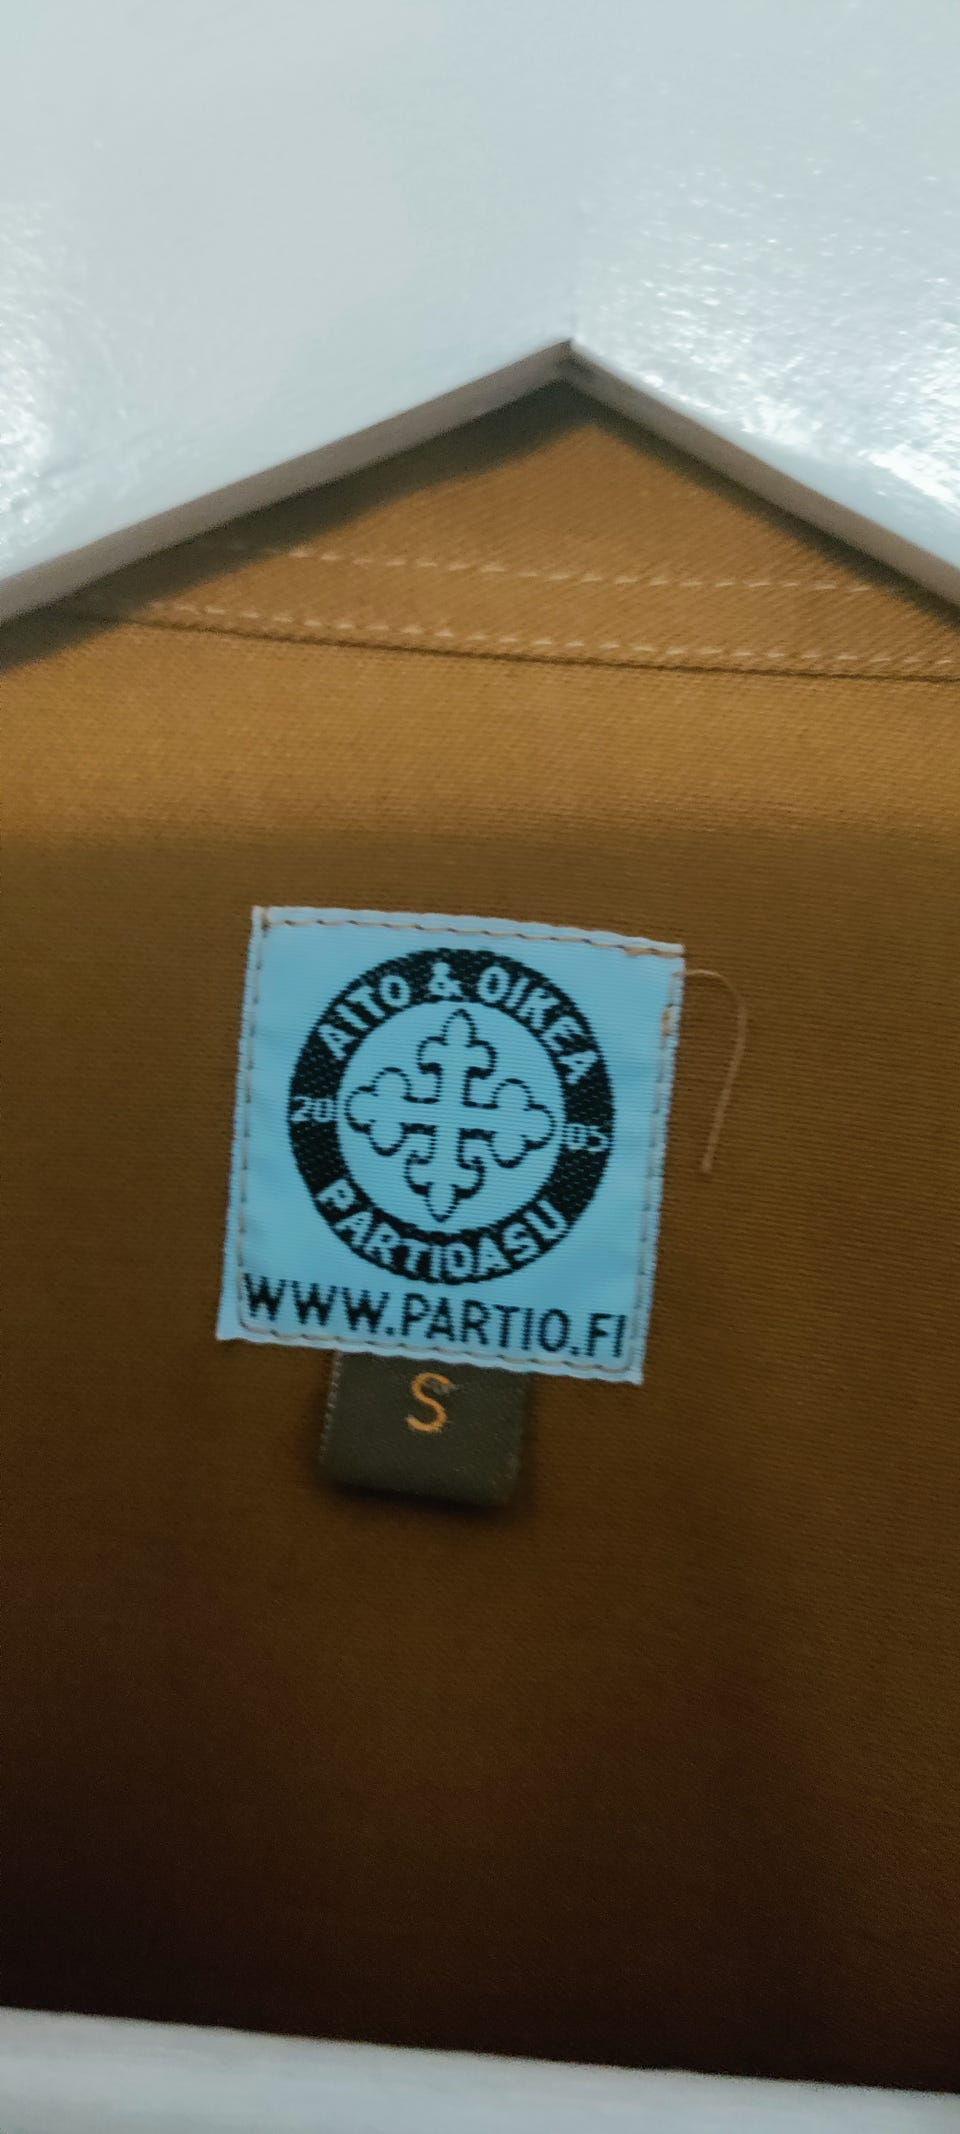 AITO & OIKEA
20 05
PARTIOASU
WWW.PARTIO.FI
S